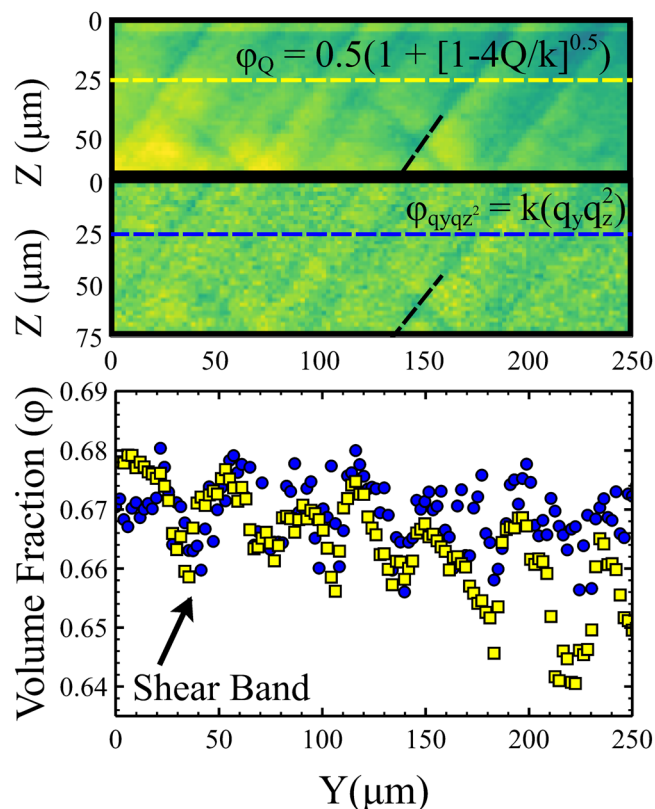 0
φQ = 0.5(1 + [1-4Q/k]^0.5)
25
50
Z (μm)
0
φqyqz² = k(qyqz²)
25
50
75
Z (μm)
0 50 100 150 200 250
0.69
0.68
0.67
0.66
0.65
0.64
Volume Fraction (φ)
Shear Band
0 50 100 150 200 250
Y(μm)